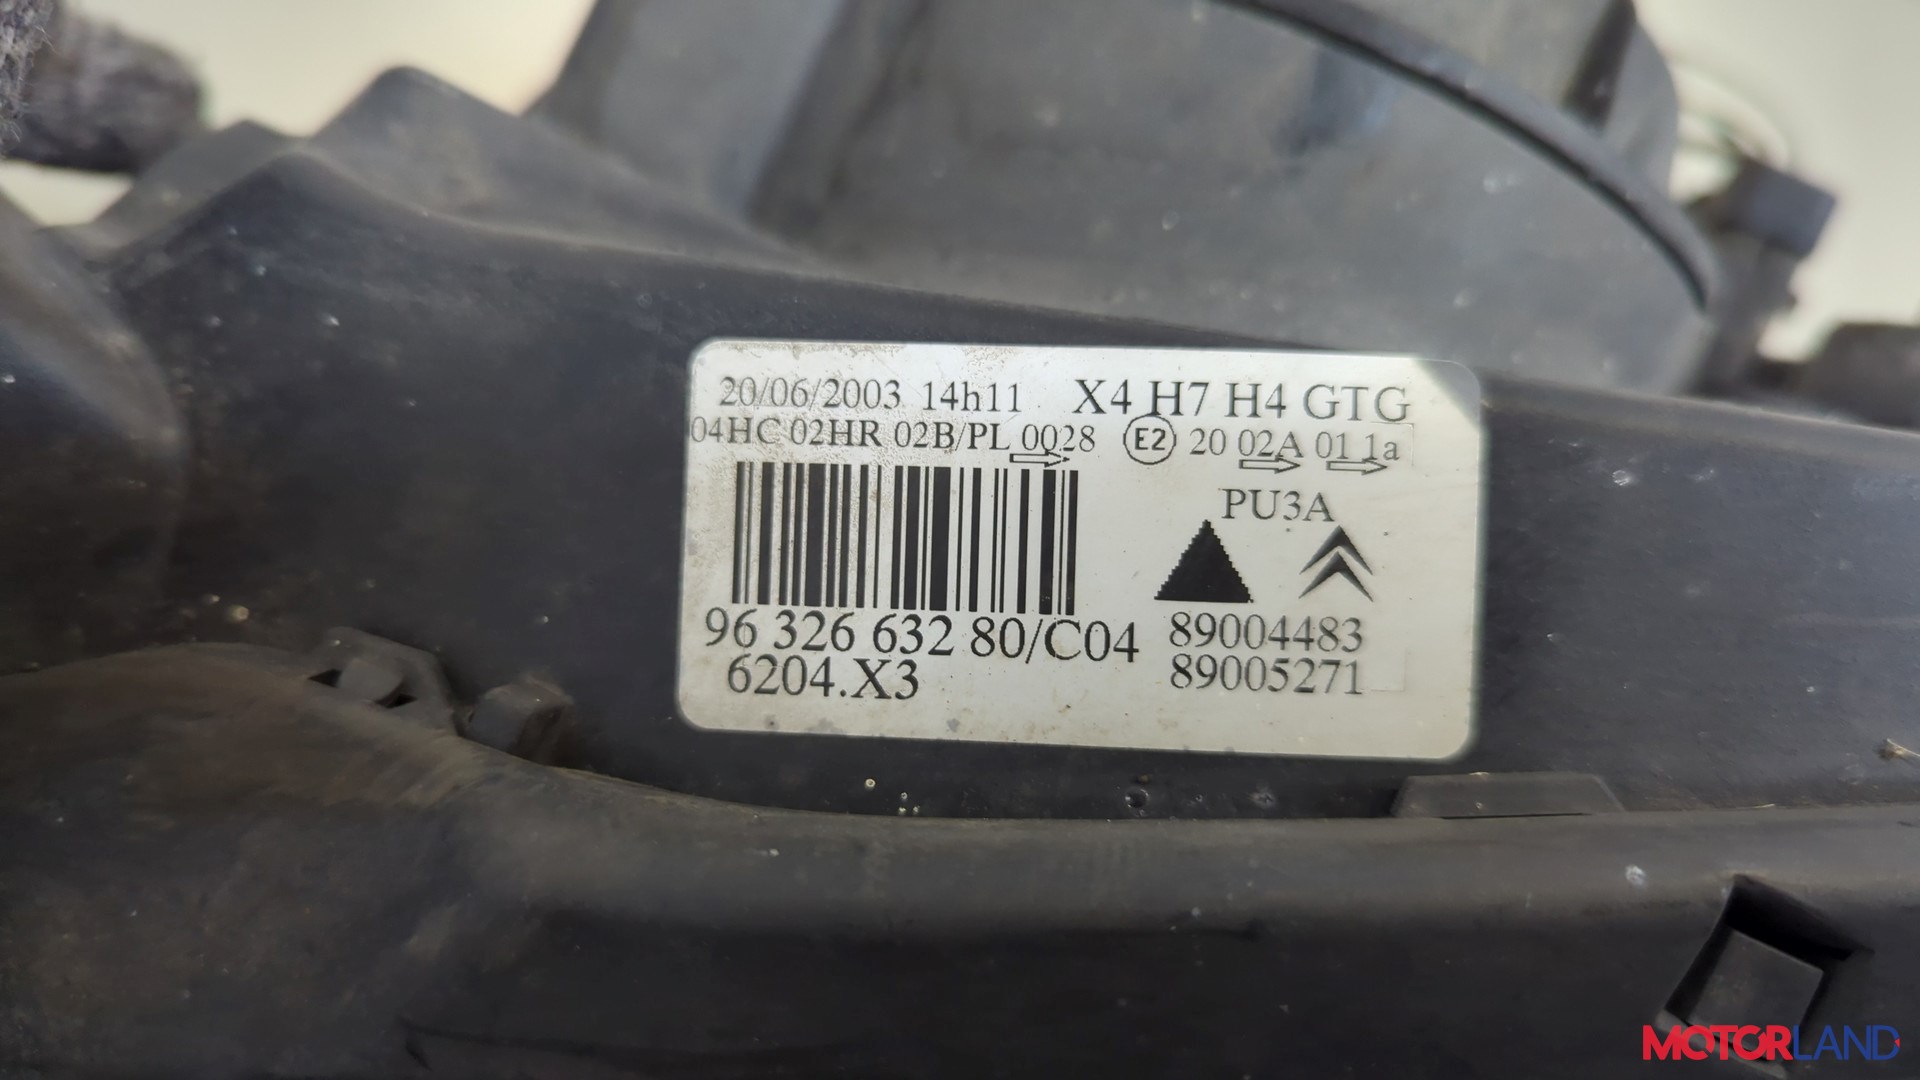 20/06/2003 14h11 X4 H7 H4 GTG
04HC 02HR 02B/PL 0028 E2 20 02A 01 1a
PU3A
96 326 632 80/C04 89004483
6204.X3 89005271
MOTORLAND